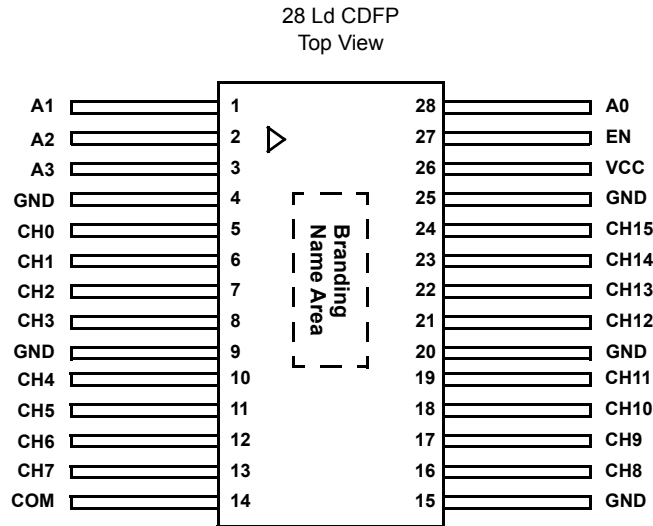 28 Ld CDFP
Top View
A1 1 28 A0
A2 2 27 EN
A3 3 26 VCC
GND 4 25 GND
CH0 5 24 CH15
CH1 6 23 CH14
CH2 7 22 CH13
CH3 8 21 CH12
GND 9 20 GND
CH4 10 19 CH11
CH5 11 18 CH10
CH6 12 17 CH9
CH7 13 16 CH8
COM 14 15 GND
Branding
Name Area